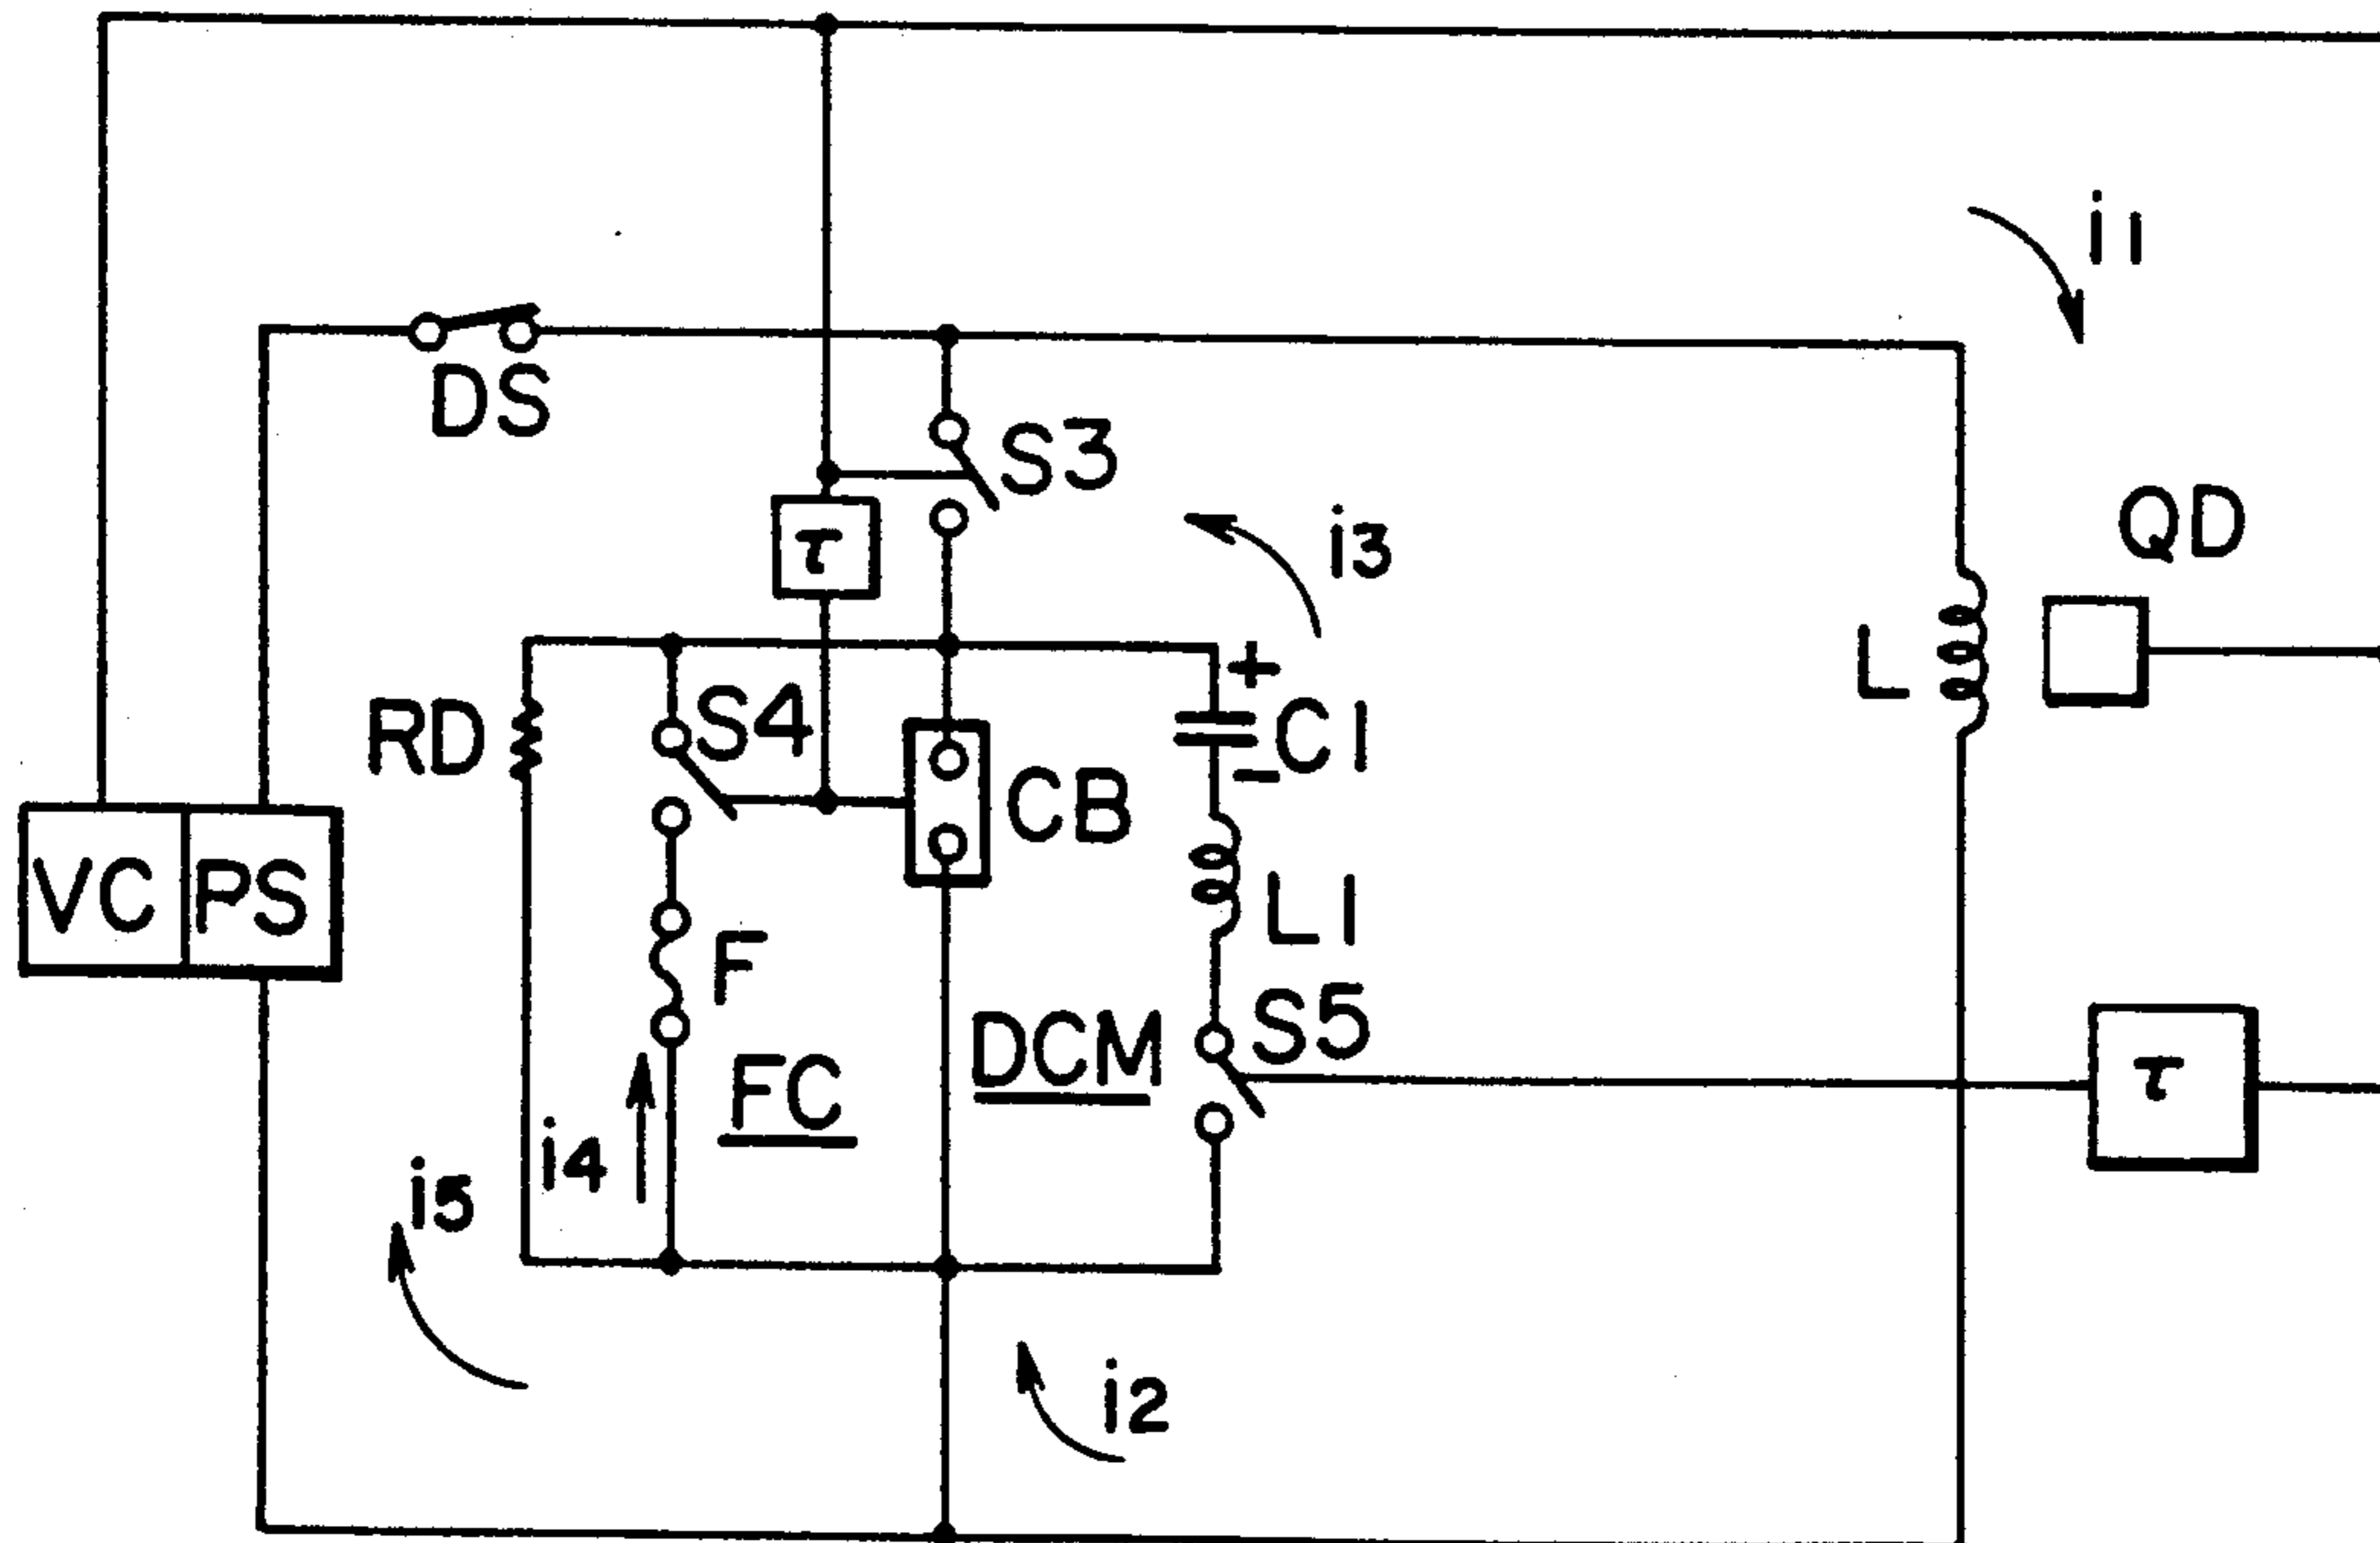 i1
DS
S3
QD
τ
i3
L
+
S4
RD
C1
−
CB
VC
PS
L1
F
S5
DCM
FC
τ
i4
i5
i2